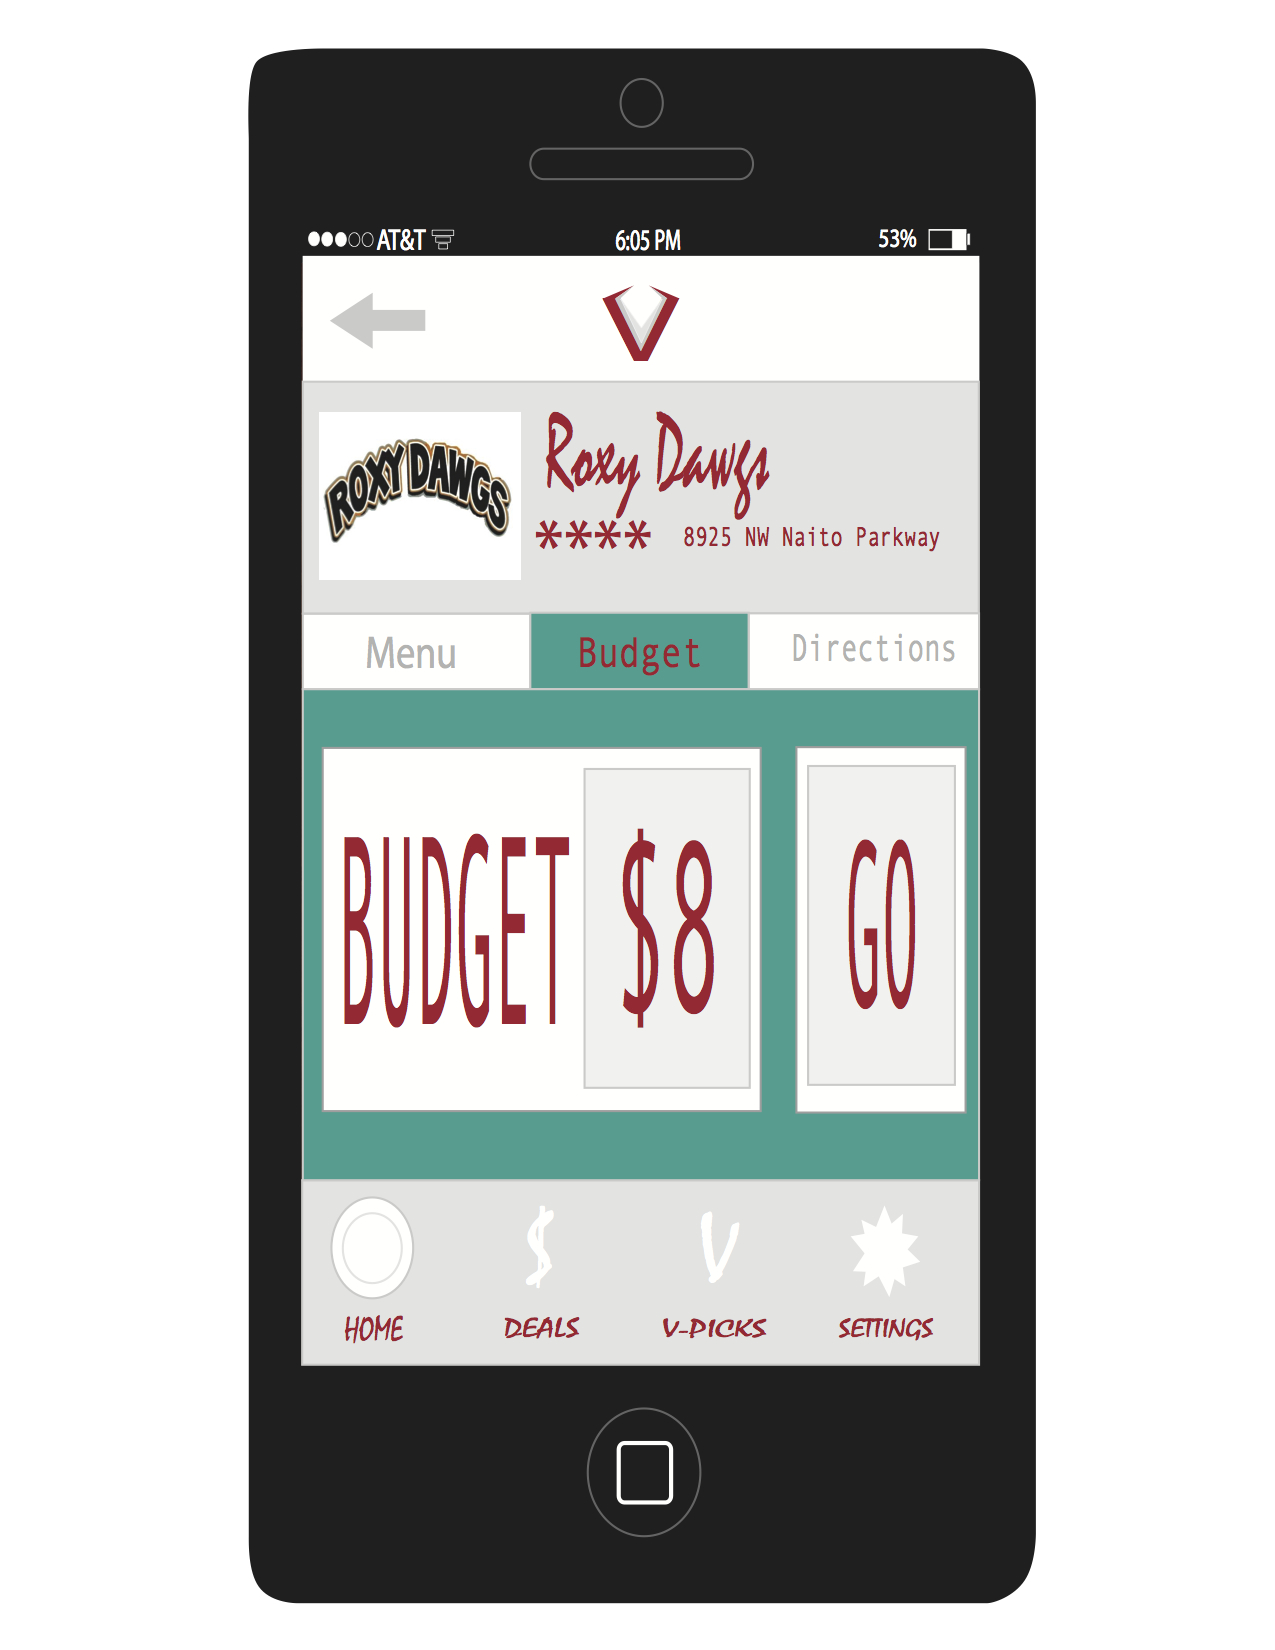 AT&T 6:05 PM 53%
ROXY DAWGS
Roxy Dawgs
**** 8925 NW Naito Parkway
Menu Budget Directions
BUDGET $8 GO
$ V
HOME DEALS V-PICKS SETTINGS